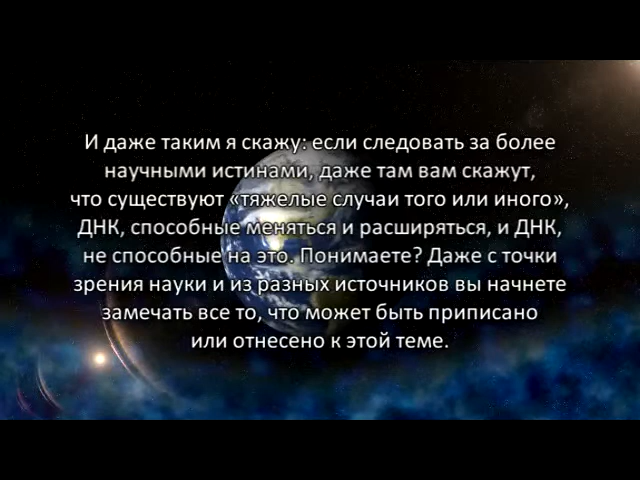 И даже таким я скажу: если следовать за более
научными истинами, даже там вам скажут,
что существуют «тяжелые случаи того или иного»,
ДНК, способные меняться и расширяться, и ДНК,
не способные на это. Понимаете? Даже с точки
зрения науки и из разных источников вы начнете
замечать все то, что может быть приписано
или отнесено к этой теме.